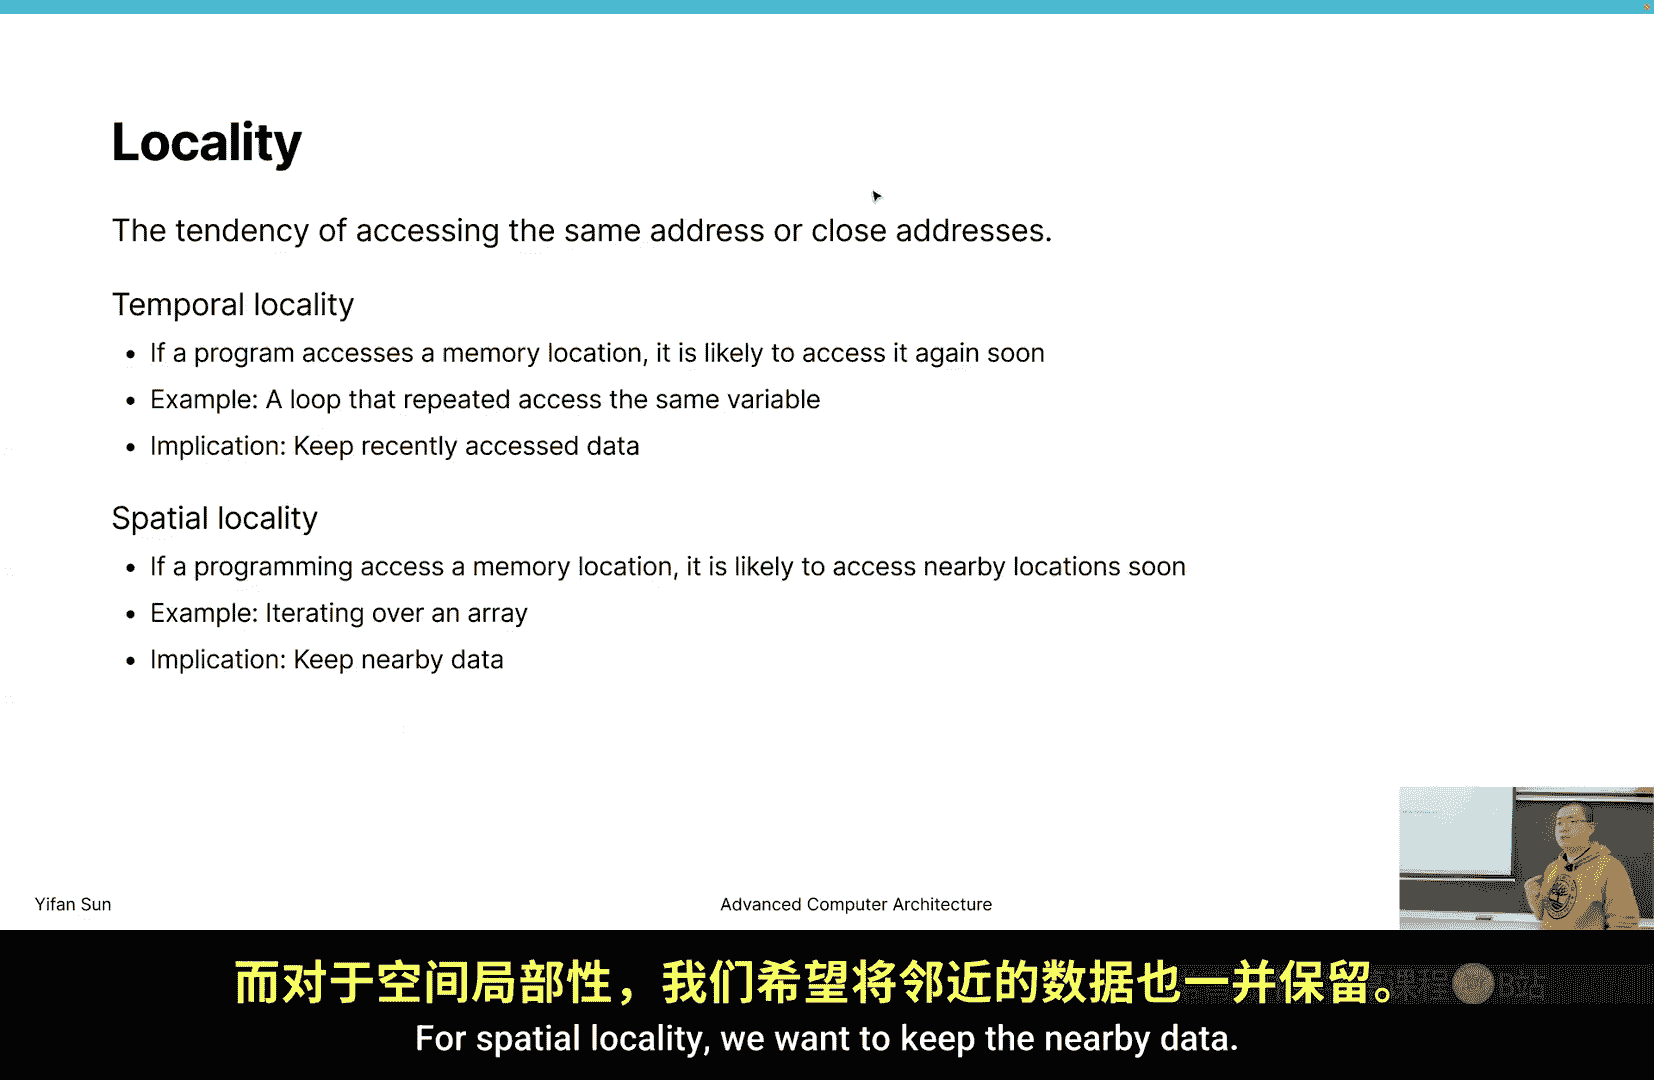 Locality
The tendency of accessing the same address or close addresses.
Temporal locality
• If a program accesses a memory location, it is likely to access it again soon
• Example: A loop that repeated access the same variable
• Implication: Keep recently accessed data
Spatial locality
• If a programming access a memory location, it is likely to access nearby locations soon
• Example: Iterating over an array
• Implication: Keep nearby data
Yifan Sun
Advanced Computer Architecture
而对于空间局部性，我们希望将邻近的数据也一并保留。
课程
B站
For spatial locality, we want to keep the nearby data.